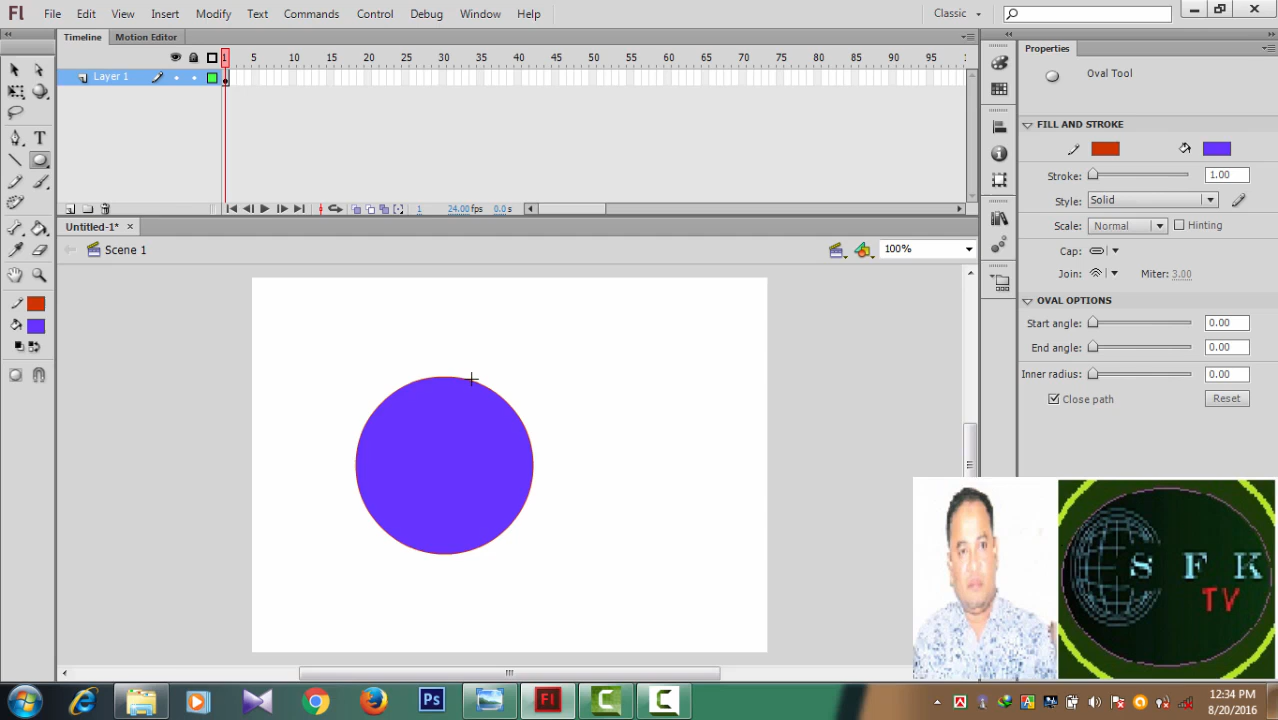 Fl File Edit View Insert Modify Text Commands Control Debug Window Help Classic
Timeline Motion Editor
1 5 10 15 20 25 30 35 40 45 50 55 60 65 70 75 80 85 90 95
Layer 1
1 24.00 fps 0.0 s
Untitled-1*
Scene 1 100%
Properties
Oval Tool
FILL AND STROKE
Stroke: 1.00
Style: Solid
Scale: Normal Hinting
Cap:
Join: Miter: 3.00
OVAL OPTIONS
Start angle: 0.00
End angle: 0.00
Inner radius: 0.00
Close path Reset
S F K
TV
Ps Fl
12:34 PM
8/20/2016